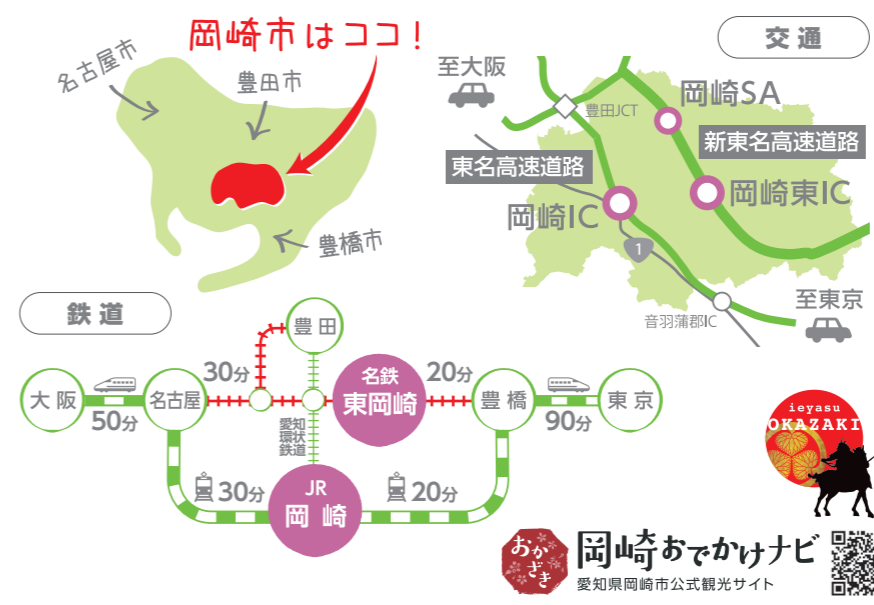 岡崎市はココ!
名古屋市
豊田市
豊橋市
交通
至大阪
豊田JCT
岡崎SA
新東名高速道路
東名高速道路
岡崎東IC
岡崎IC
1
音羽蒲郡IC
至東京
鉄道
豊田
30分
名鉄
東岡崎
20分
大阪
50分
名古屋
豊橋
90分
東京
愛知
環状
鉄道
30分
JR
岡崎
20分
ieyasu
OKAZAKI
おかざき
岡崎おでかけナビ
愛知県岡崎市公式観光サイト